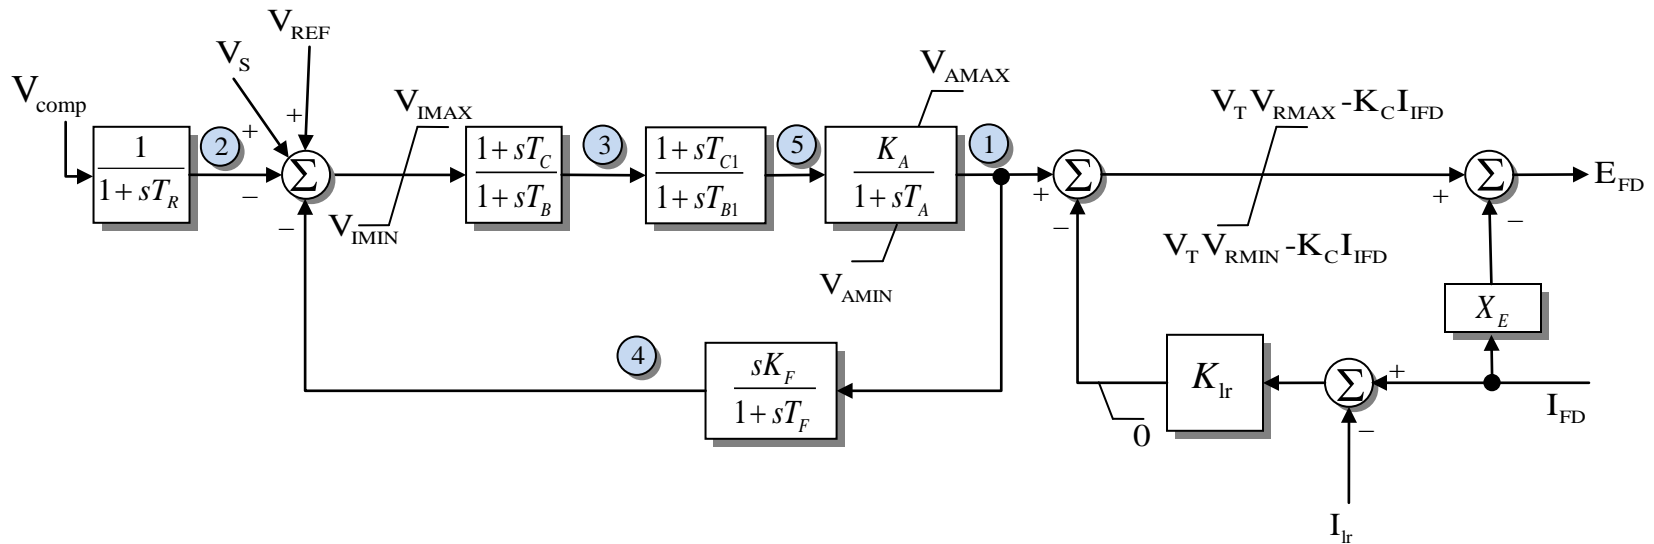 V_REF
V_S
V_comp
1
1 + sT_R
2
+
+
−
−
Σ
V_IMAX
V_IMIN
1 + sT_C
1 + sT_B
3
1 + sT_C1
1 + sT_B1
5
V_AMAX
K_A
1 + sT_A
V_AMIN
1
+
−
Σ
V_T V_RMAX -K_C I_IFD
V_T V_RMIN -K_C I_IFD
+
−
Σ
E_FD
X_E
4
sK_F
1 + sT_F
0
K_lr
Σ
+
−
I_FD
I_lr